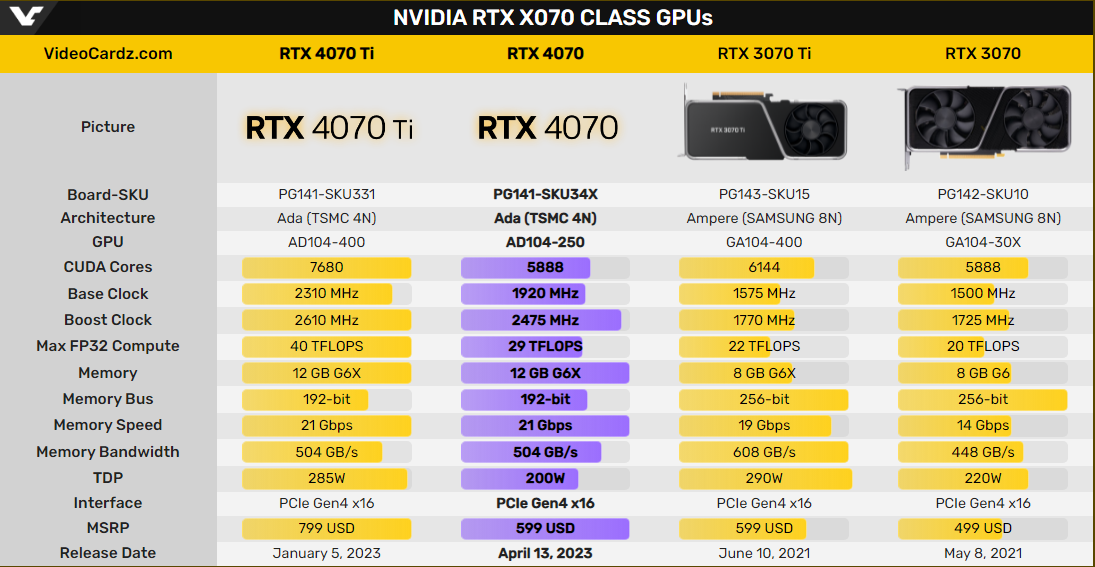 NVIDIA RTX X070 CLASS GPUs
VideoCardz.com RTX 4070 Ti RTX 4070 RTX 3070 Ti RTX 3070
Picture RTX 4070 Ti RTX 4070 RTX 3070 Ti
Board-SKU PG141-SKU331 PG141-SKU34X PG143-SKU15 PG142-SKU10
Architecture Ada (TSMC 4N) Ada (TSMC 4N) Ampere (SAMSUNG 8N) Ampere (SAMSUNG 8N)
GPU AD104-400 AD104-250 GA104-400 GA104-30X
CUDA Cores 7680 5888 6144 5888
Base Clock 2310 MHz 1920 MHz 1575 MHz 1500 MHz
Boost Clock 2610 MHz 2475 MHz 1770 MHz 1725 MHz
Max FP32 Compute 40 TFLOPS 29 TFLOPS 22 TFLOPS 20 TFLOPS
Memory 12 GB G6X 12 GB G6X 8 GB G6X 8 GB G6
Memory Bus 192-bit 192-bit 256-bit 256-bit
Memory Speed 21 Gbps 21 Gbps 19 Gbps 14 Gbps
Memory Bandwidth 504 GB/s 504 GB/s 608 GB/s 448 GB/s
TDP 285W 200W 290W 220W
Interface PCIe Gen4 x16 PCIe Gen4 x16 PCIe Gen4 x16 PCIe Gen4 x16
MSRP 799 USD 599 USD 599 USD 499 USD
Release Date January 5, 2023 April 13, 2023 June 10, 2021 May 8, 2021